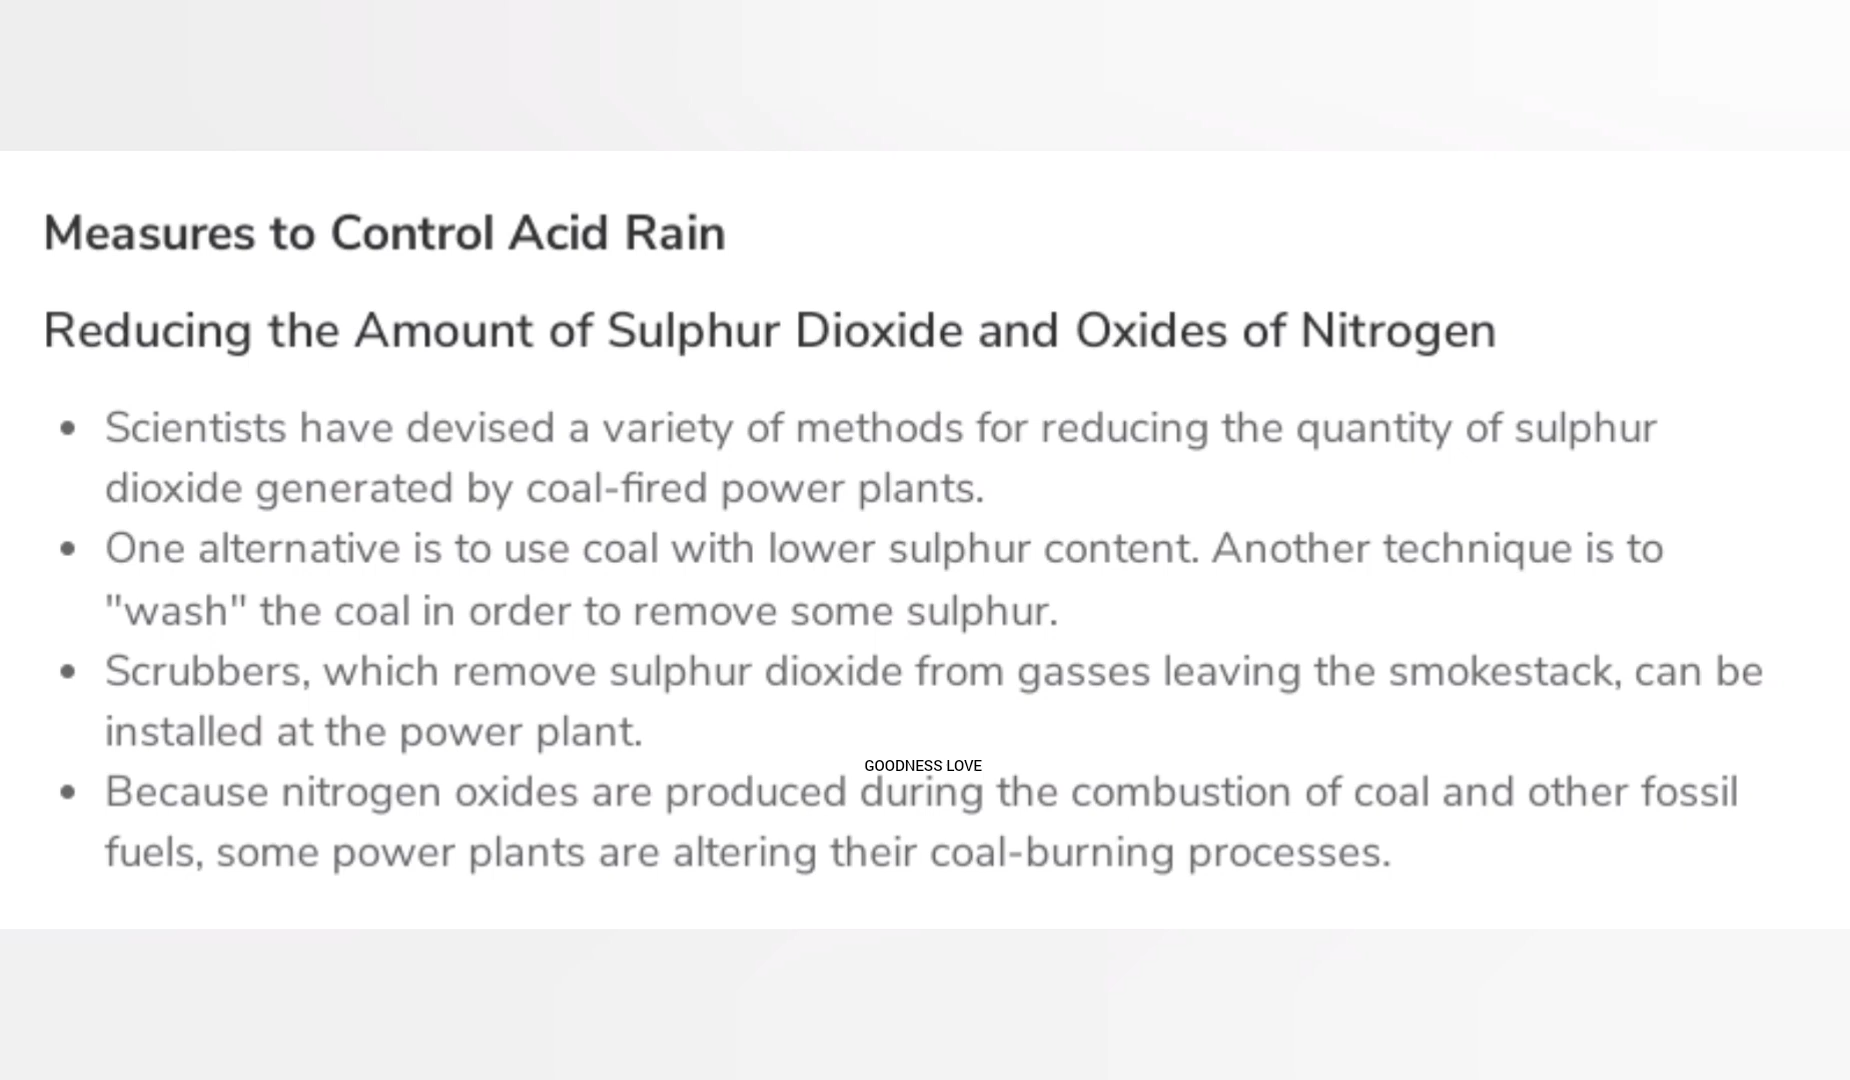 Measures to Control Acid Rain
Reducing the Amount of Sulphur Dioxide and Oxides of Nitrogen
• Scientists have devised a variety of methods for reducing the quantity of sulphur
dioxide generated by coal-fired power plants.
• One alternative is to use coal with lower sulphur content. Another technique is to
"wash" the coal in order to remove some sulphur.
• Scrubbers, which remove sulphur dioxide from gasses leaving the smokestack, can be
installed at the power plant.
GOODNESS LOVE
• Because nitrogen oxides are produced during the combustion of coal and other fossil
fuels, some power plants are altering their coal-burning processes.